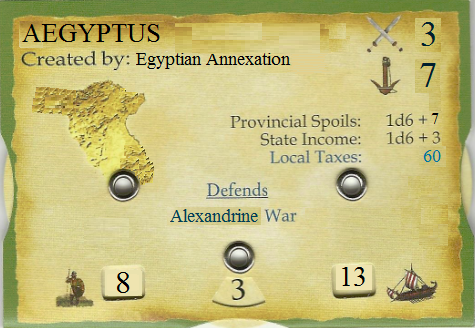 AEGYPTUS
3
Created by: Egyptian Annexation
7
Provincial Spoils: 1d6 + 7
State Income: 1d6 + 3
Local Taxes: 60
Defends
Alexandrine War
8
3
13